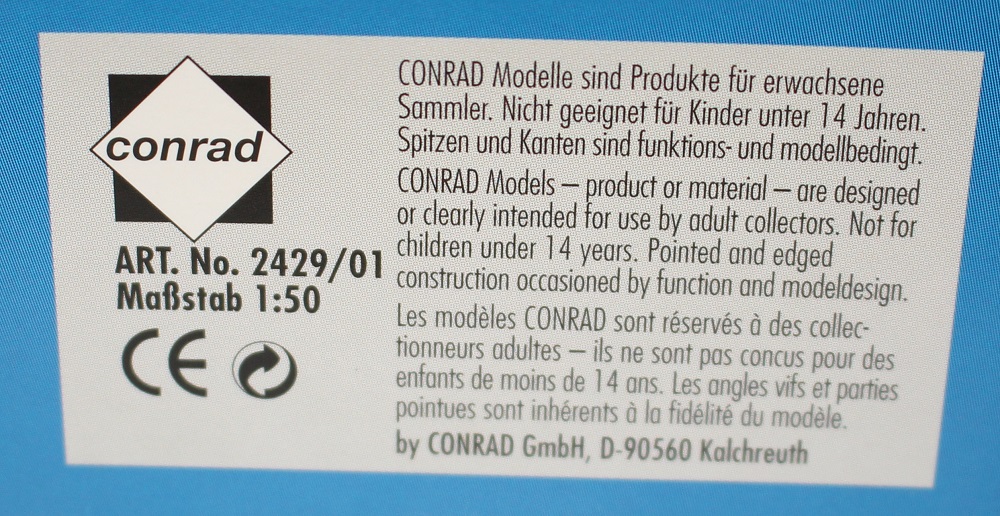 conrad
ART. No. 2429/01
Maßstab 1:50
CE
CONRAD Modelle sind Produkte für erwachsene
Sammler. Nicht geeignet für Kinder unter 14 Jahren.
Spitzen und Kanten sind funktions- und modellbedingt.
CONRAD Models – product or material – are designed
or clearly intended for use by adult collectors. Not for
children under 14 years. Pointed and edged
construction occasioned by function and modeldesign.
Les modèles CONRAD sont réservés à des collec-
tionneurs adultes – ils ne sont pas concus pour des
enfants de moins de 14 ans. Les angles vifs et parties
pointues sont inhérents à la fidélité du modèle.
by CONRAD GmbH, D-90560 Kalchreuth